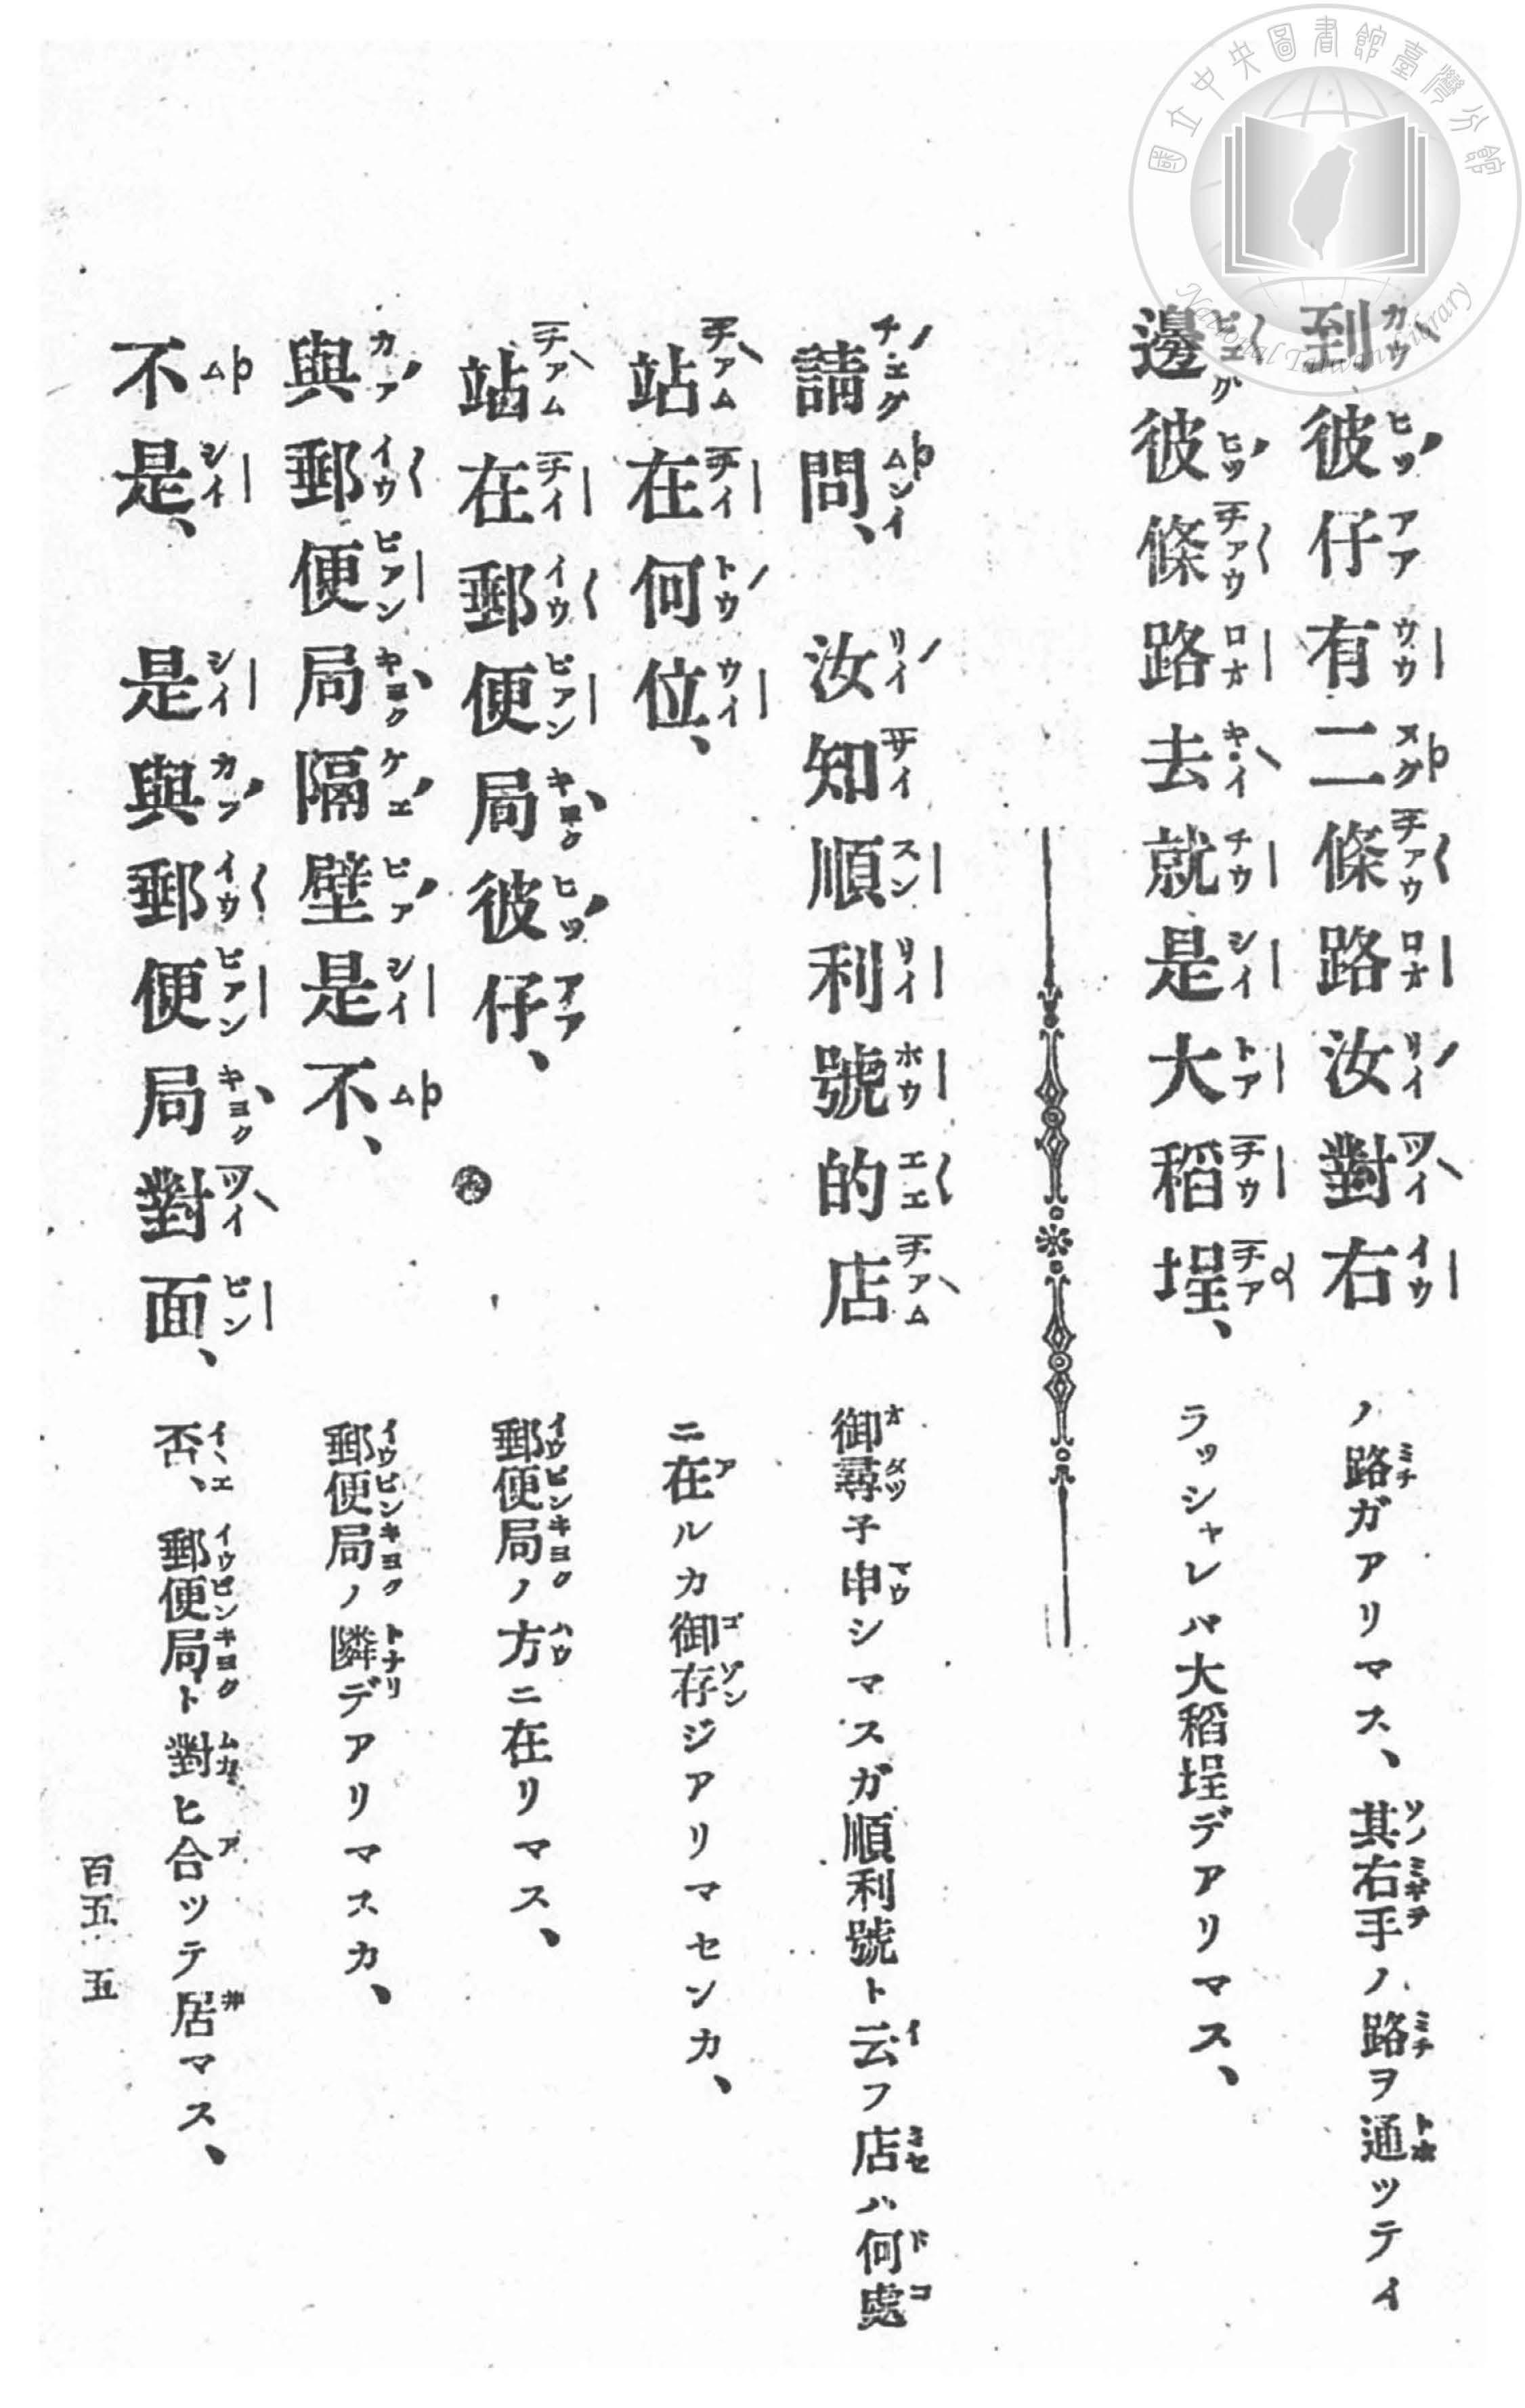 國立中央圖書館臺灣分館
National Taiwan Library
到彼仔有二條路汝對右
ノ路ガアリマス、其右手ノ路ヲ通ツテイ
邊彼條路去就是大稻埕、
ラッシャレバ大稻埕デアリマス、
請問、汝知順利號的店
御尋子申シマスガ順利號ト云フ店ハ何處
站在何位、
ニ在ルカ御存ジアリマセンカ、
站在郵便局彼仔、
郵便局ノ方ニ在リマス、
與郵便局隔壁是不、
郵便局ノ隣デアリマスカ、
不是、是與郵便局對面、
否、郵便局ト對ヒ合ツテ居マス、
百五五